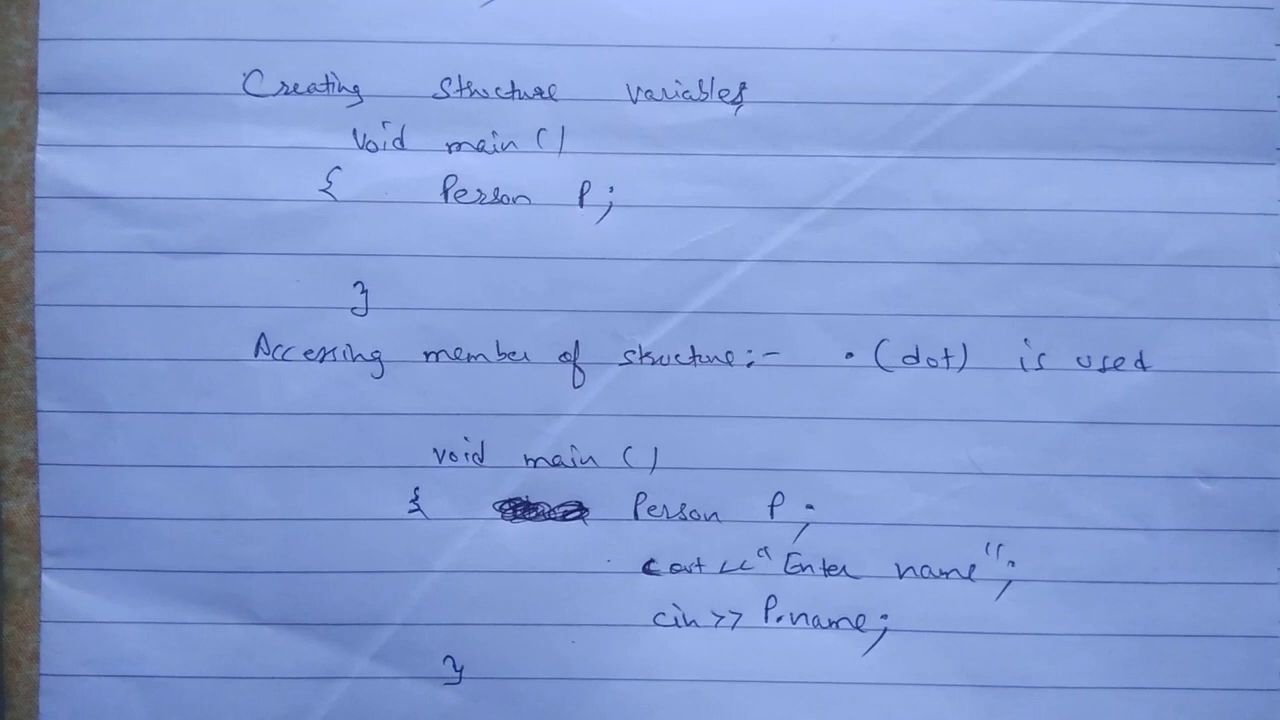 Creating Structure variables,
void main ()
{ Person P;
}
Accessing member of structure:- . (dot) is used
void main ()
{ Person P;
cout << "Enter name";
cin >> P.name;
}